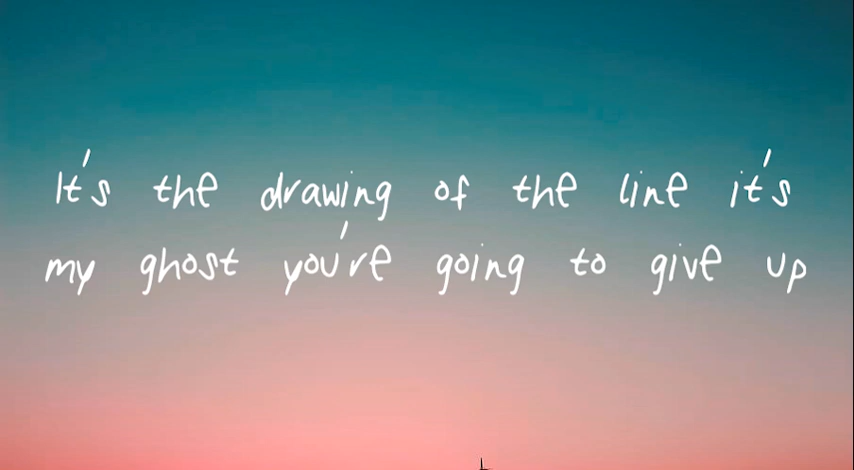 It's the drawing of the line it's
my ghost you're going to give up